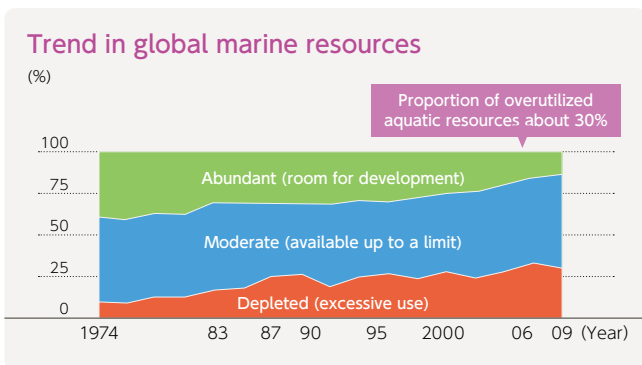 Trend in global marine resources
(%)
Proportion of overutilized
aquatic resources about 30%
100
Abundant (room for development)
75
Moderate (available up to a limit)
50
25
Depleted (excessive use)
0
1974 83 87 90 95 2000 06 09 (Year)